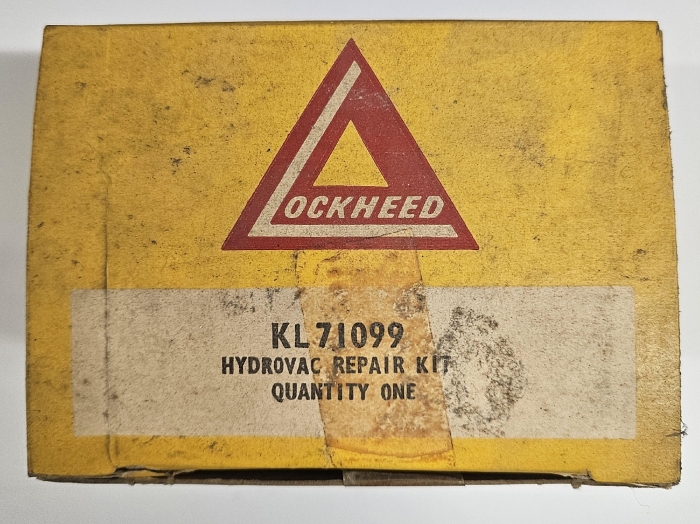 LOCKHEED
KL71099
HYDROVAC REPAIR KIT
QUANTITY ONE